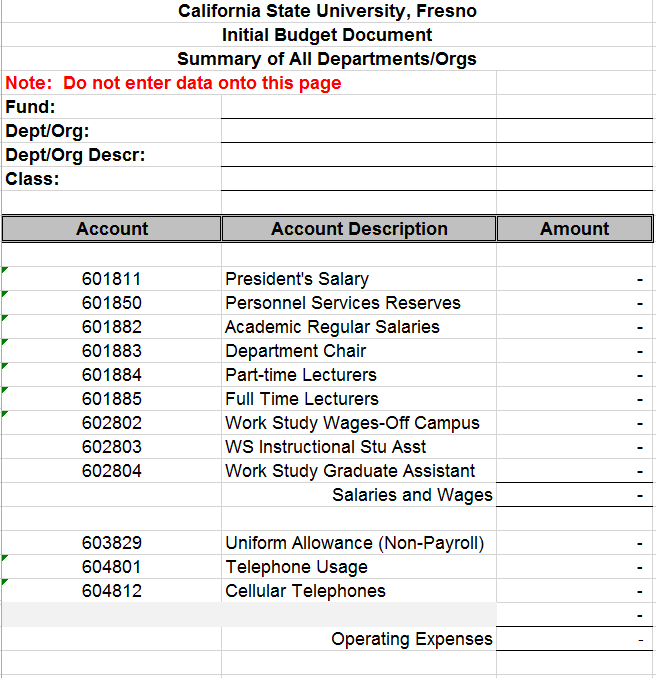 California State University, Fresno
Initial Budget Document
Summary of All Departments/Orgs
Note:  Do not enter data onto this page
Fund:
Dept/Org:
Dept/Org Descr:
Class:
Account Account Description Amount
601811 President's Salary -
601850 Personnel Services Reserves -
601882 Academic Regular Salaries -
601883 Department Chair -
601884 Part-time Lecturers -
601885 Full Time Lecturers -
602802 Work Study Wages-Off Campus -
602803 WS Instructional Stu Asst -
602804 Work Study Graduate Assistant -
Salaries and Wages -
603829 Uniform Allowance (Non-Payroll) -
604801 Telephone Usage -
604812 Cellular Telephones -
-
Operating Expenses -